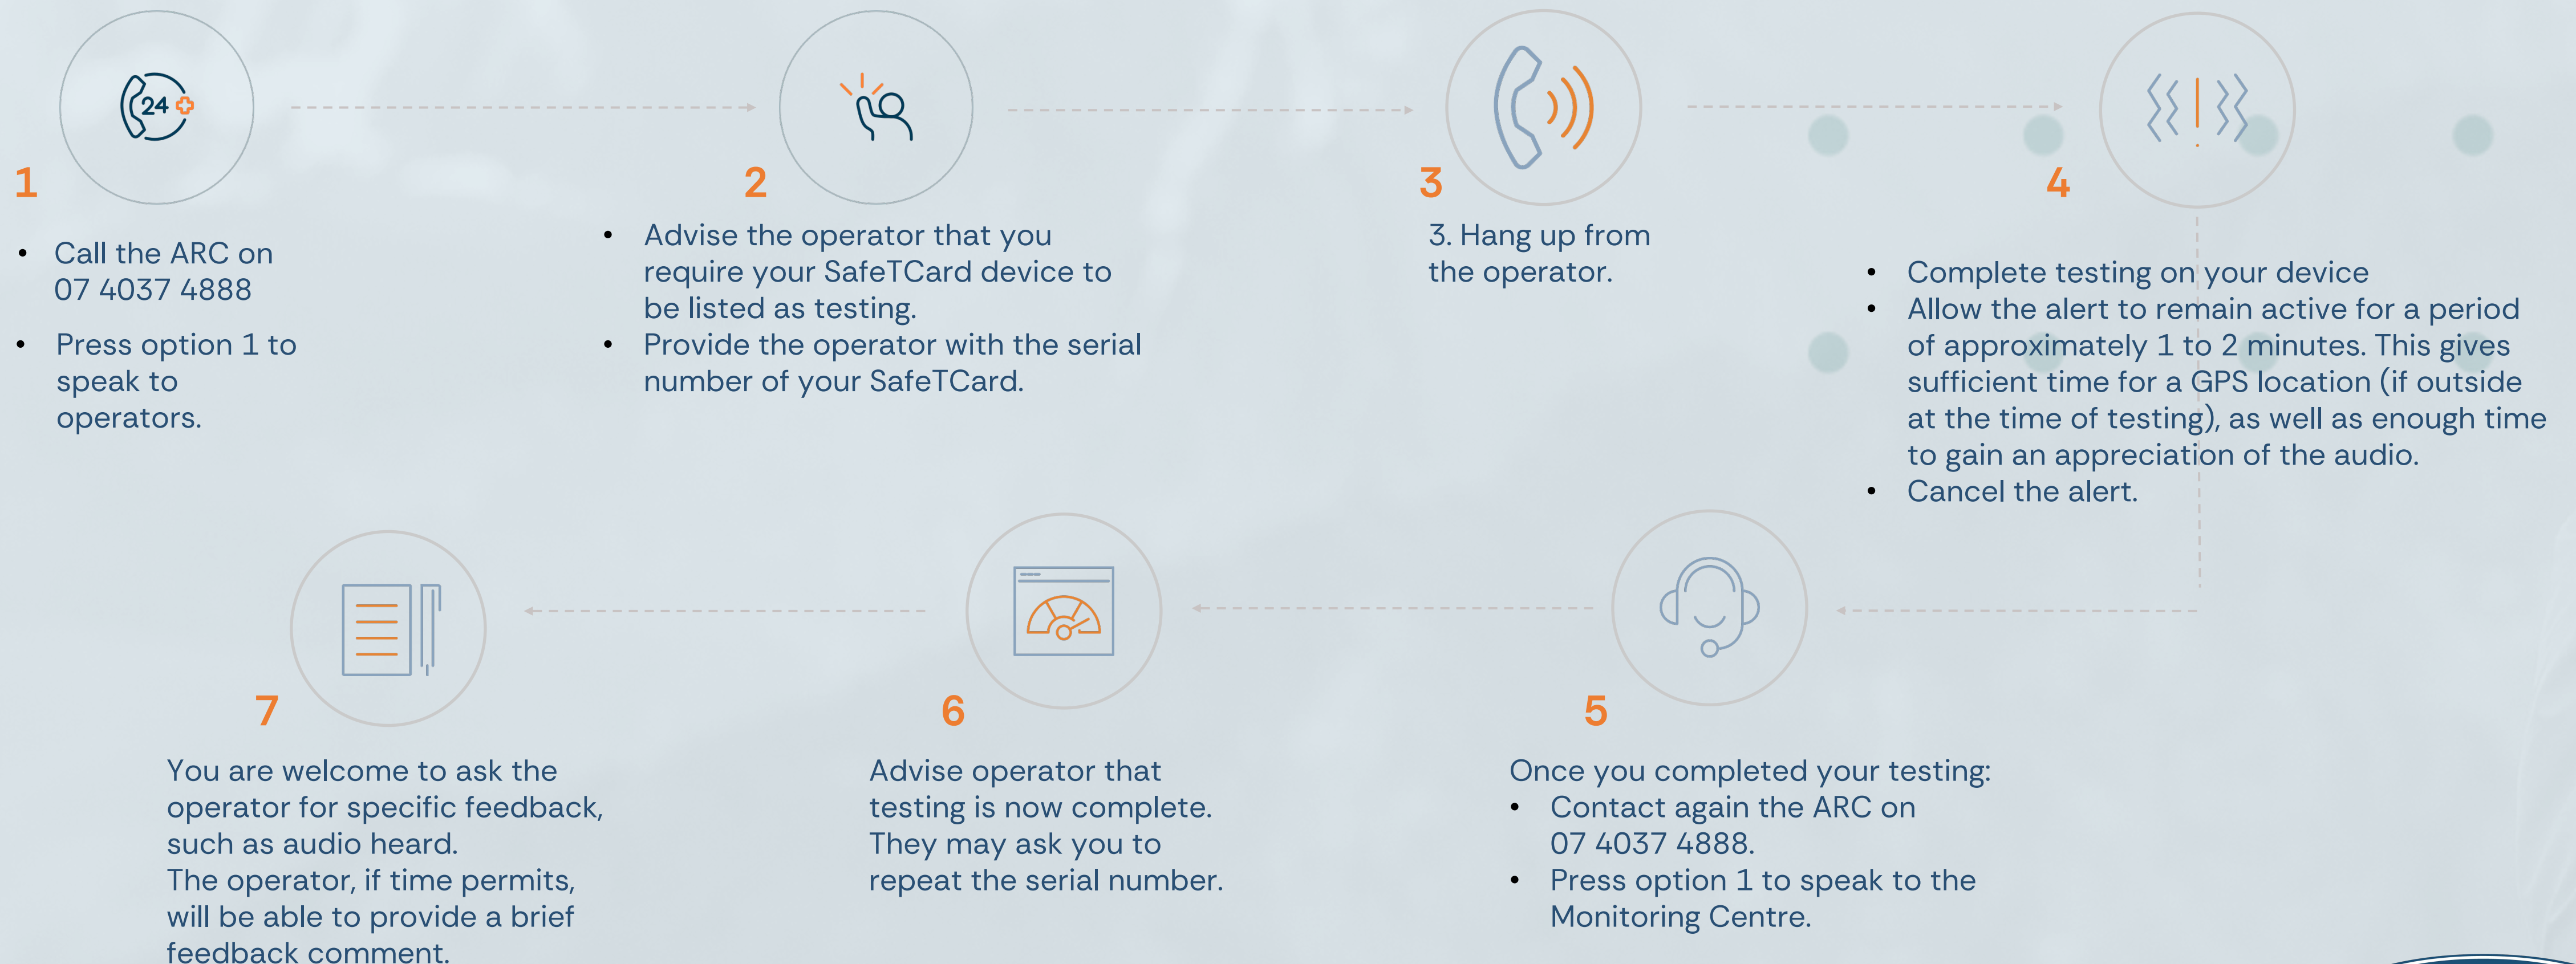 24
1
• Call the ARC on
07 4037 4888
• Press option 1 to
speak to
operators.
2
• Advise the operator that you
require your SafeTCard device to
be listed as testing.
• Provide the operator with the serial
number of your SafeTCard.
3
3. Hang up from
the operator.
4
• Complete testing on your device
• Allow the alert to remain active for a period
of approximately 1 to 2 minutes. This gives
sufficient time for a GPS location (if outside
at the time of testing), as well as enough time
to gain an appreciation of the audio.
• Cancel the alert.
5
Once you completed your testing:
• Contact again the ARC on
07 4037 4888.
• Press option 1 to speak to the
Monitoring Centre.
6
Advise operator that
testing is now complete.
They may ask you to
repeat the serial number.
7
You are welcome to ask the
operator for specific feedback,
such as audio heard.
The operator, if time permits,
will be able to provide a brief
feedback comment.